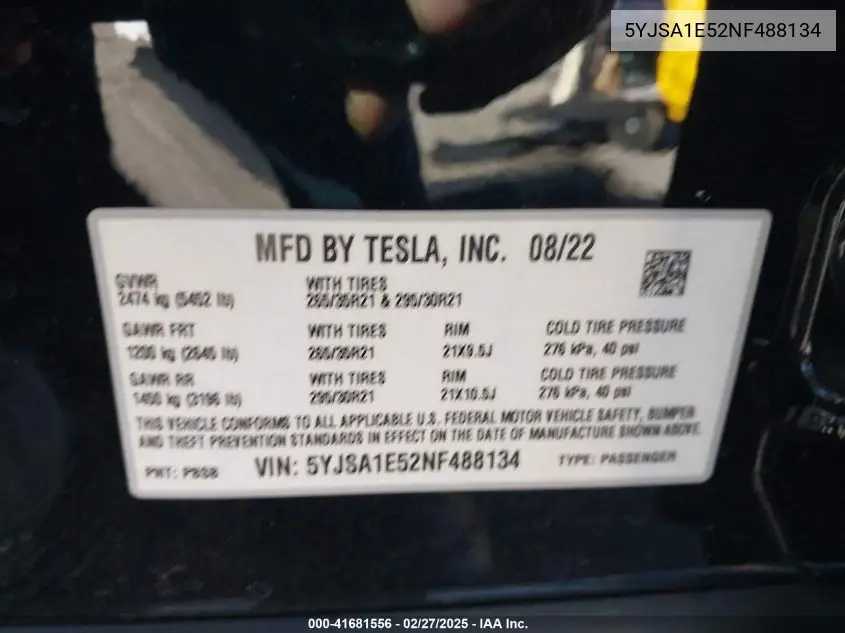 5YJSA1E52NF488134
MFD BY TESLA, INC. 08/22
GVWR
2474 kg (5452 lb)
WITH TIRES
265/35R21 & 295/30R21
GAWR FRT
1200 kg (2645 lb)
WITH TIRES
265/35R21
RIM
21X9.5J
COLD TIRE PRESSURE
276 kPa, 40 psi
GAWR RR
1450 kg (3196 lb)
WITH TIRES
295/30R21
RIM
21X10.5J
COLD TIRE PRESSURE
276 kPa, 40 psi
THIS VEHICLE CONFORMS TO ALL APPLICABLE U.S. FEDERAL MOTOR VEHICLE SAFETY, BUMPER
AND THEFT PREVENTION STANDARDS IN EFFECT ON THE DATE OF MANUFACTURE SHOWN ABOVE.
PNT: PBSB
VIN: 5YJSA1E52NF488134
TYPE: PASSENGER
000-41681556 - 02/27/2025 - IAA Inc.